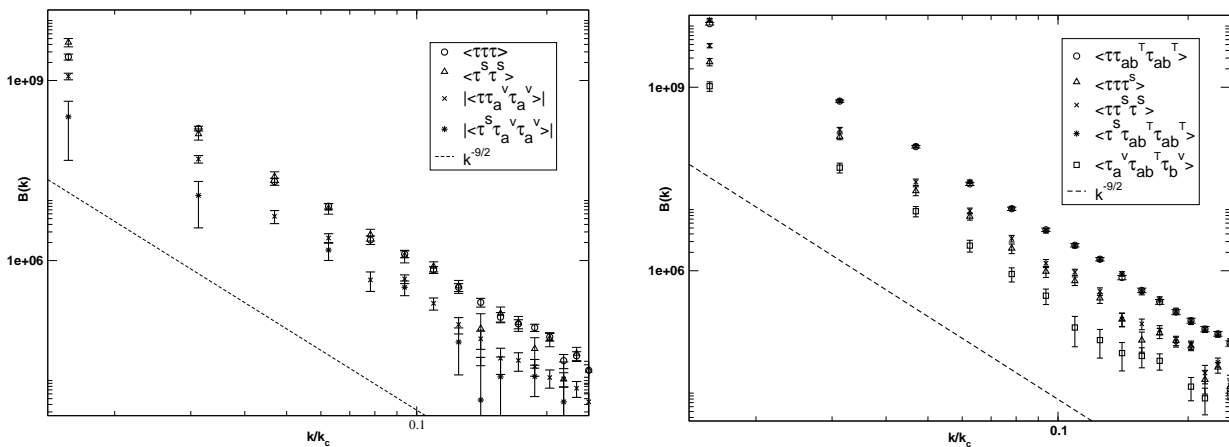 1e+09
1e+06
B(k)
0.1
k/k_c
<τττ>
<τ^S τ^S>
|<ττ_a^V τ_a^V>|
|<τ^S τ_a^V τ_a^V>|
k^-9/2
1e+09
1e+06
B(k)
0.1
k/k_c
<ττ_ab^T τ_ab^T>
<τττ^S>
<ττ^S τ^S>
<τ^S τ_ab^T τ_ab^T>
<τ_a^V τ_ab^T τ_b^V>
k^-9/2